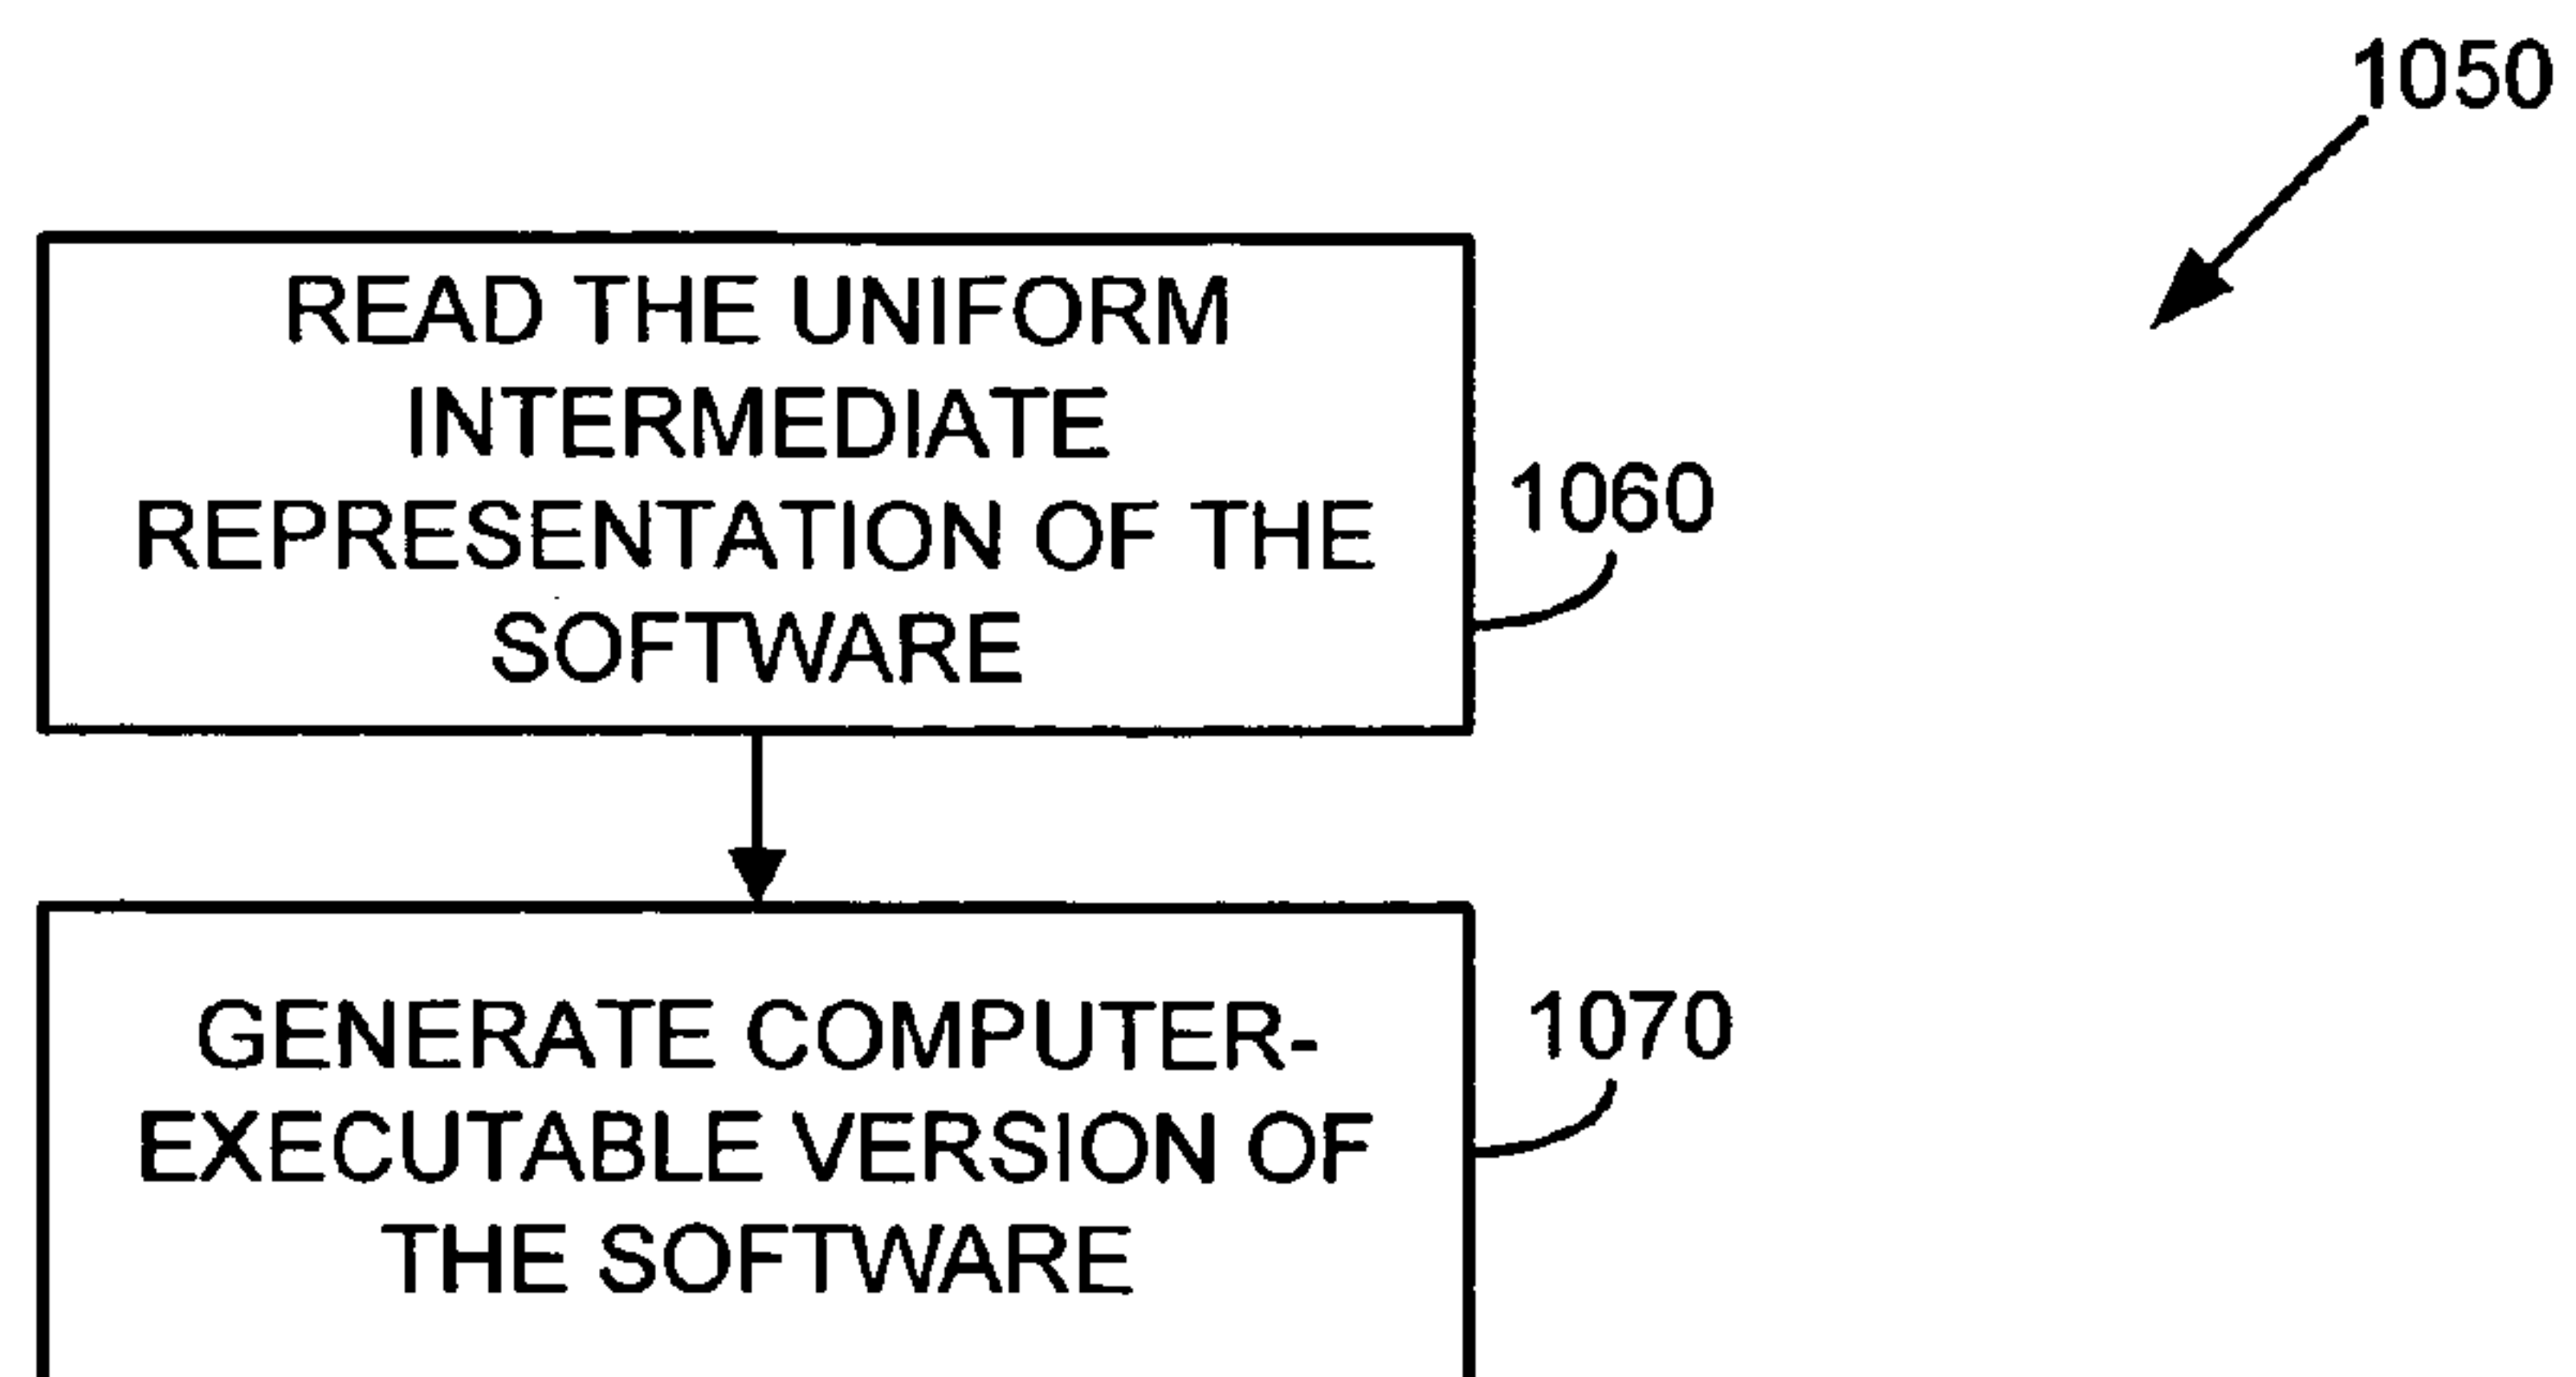 1050
READ THE UNIFORM
INTERMEDIATE
REPRESENTATION OF THE
SOFTWARE
1060
GENERATE COMPUTER-
EXECUTABLE VERSION OF
THE SOFTWARE
1070